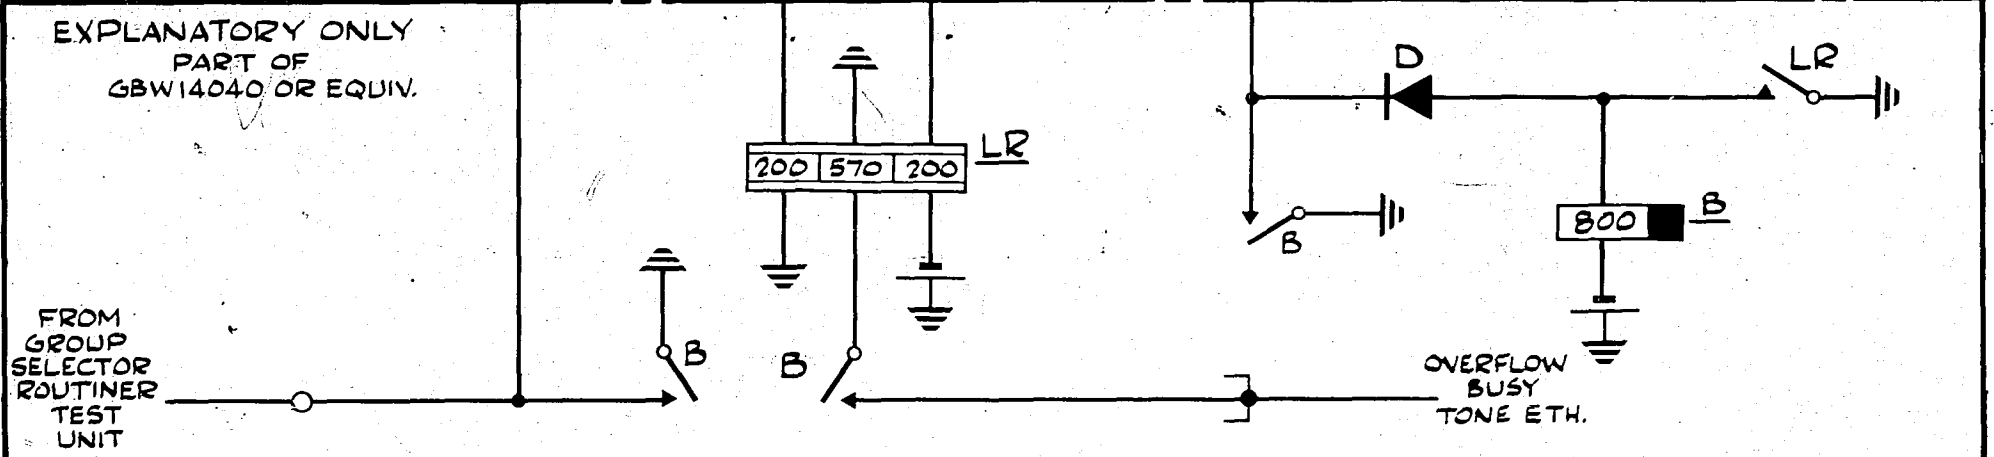 EXPLANATORY ONLY
PART OF
GBW14040 OR EQUIV.
D
LR
200 570 200
LR
B
800
B
FROM
GROUP
SELECTOR
ROUTINER
TEST
UNIT
B
B
OVERFLOW
BUSY
TONE ETH.